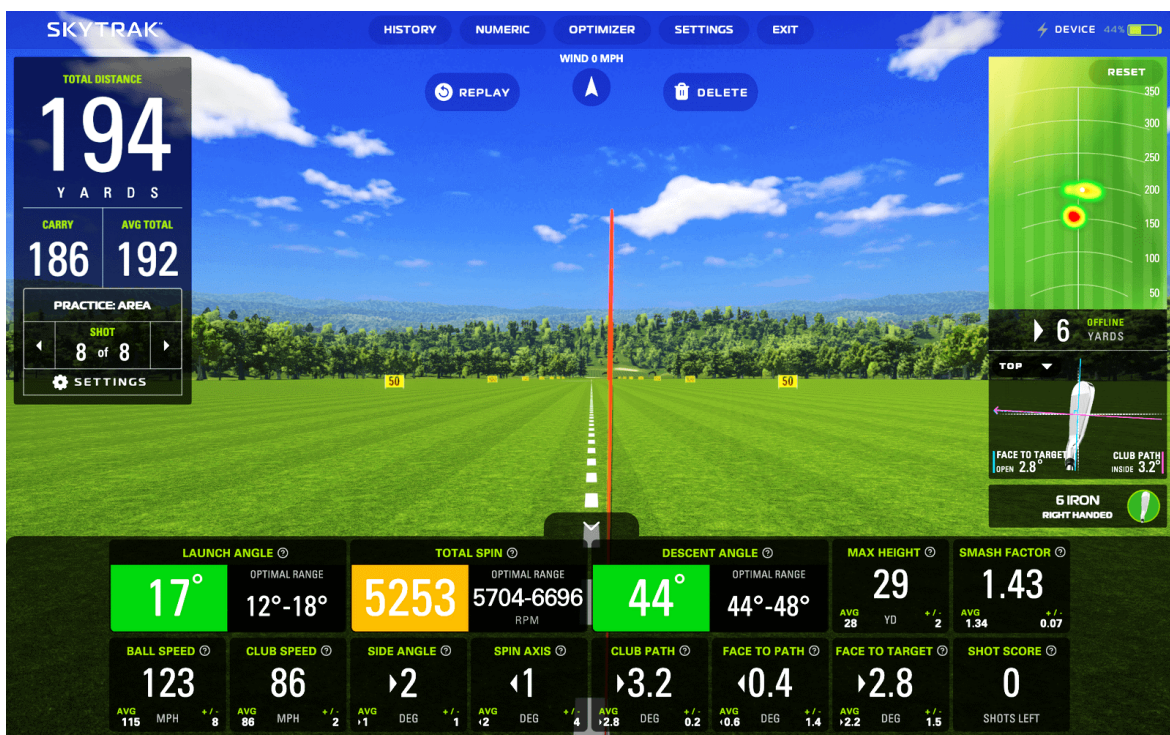 SKYTRAK
HISTORY NUMERIC OPTIMIZER SETTINGS EXIT
DEVICE 44%
TOTAL DISTANCE
194
YARDS
CARRY AVG TOTAL
186 192
PRACTICE: AREA
SHOT
8 of 8
SETTINGS
WIND 0 MPH
REPLAY DELETE
50 50
RESET
350
300
250
200
150
100
50
6 OFFLINE YARDS
TOP
FACE TO TARGET CLUB PATH
OPEN 2.8° INSIDE 3.2°
6 IRON
RIGHT HANDED
LAUNCH ANGLE
17° OPTIMAL RANGE
12°-18°
TOTAL SPIN
5253 OPTIMAL RANGE
5704-6696
RPM
DESCENT ANGLE
44° OPTIMAL RANGE
44°-48°
MAX HEIGHT
29
AVG 28 YD +/- 2
SMASH FACTOR
1.43
AVG 1.34 +/- 0.07
BALL SPEED
123
AVG 115 MPH +/- 8
CLUB SPEED
86
AVG 86 MPH +/- 2
SIDE ANGLE
2
AVG 1 DEG +/- 1
SPIN AXIS
1
AVG 2 DEG +/- 4
CLUB PATH
3.2
AVG 2.8 DEG +/- 0.2
FACE TO PATH
0.4
AVG 0.6 DEG +/- 1.4
FACE TO TARGET
2.8
AVG 2.2 DEG +/- 1.5
SHOT SCORE
0
SHOTS LEFT